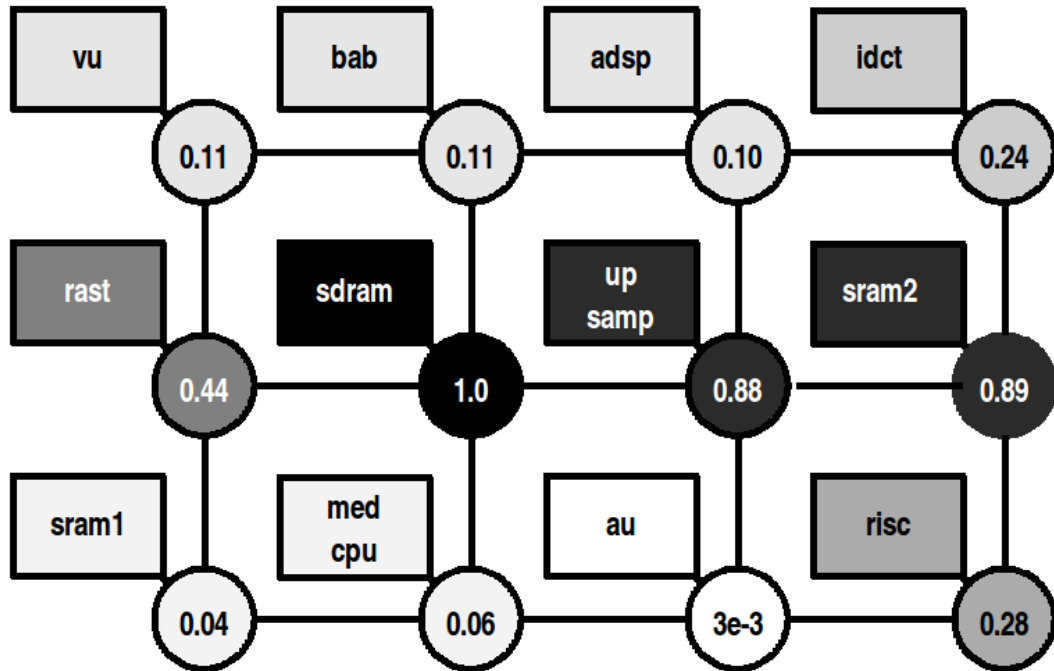 vu
bab
adsp
idct
0.11
0.11
0.10
0.24
rast
sdram
up
samp
sram2
0.44
1.0
0.88
0.89
sram1
med
cpu
au
risc
0.04
0.06
3e-3
0.28